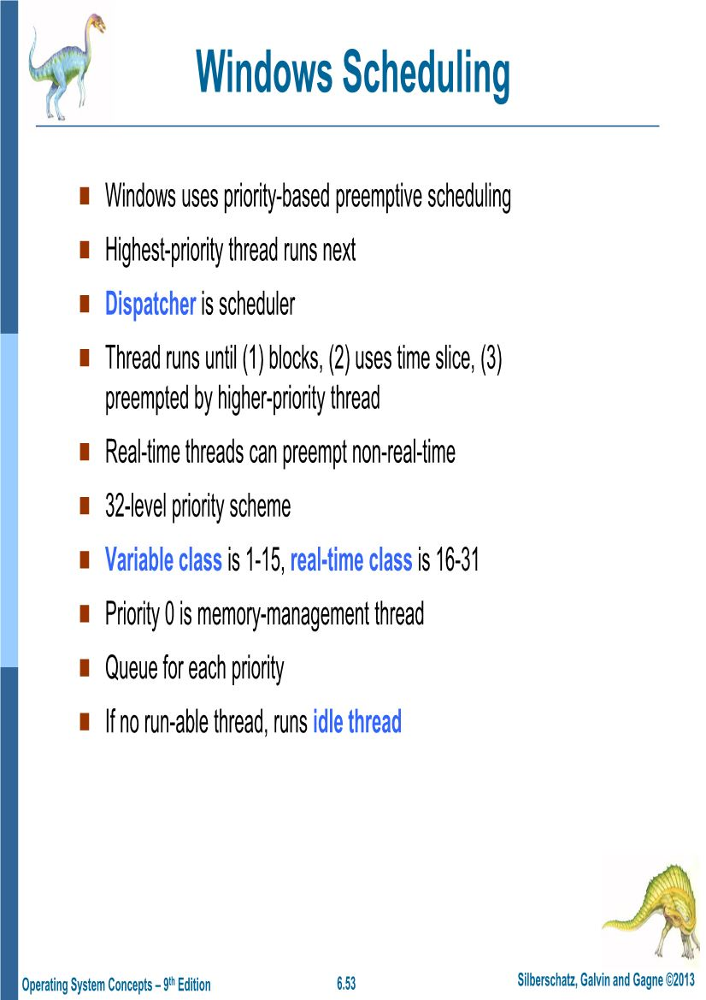 Windows Scheduling
Windows uses priority-based preemptive scheduling
Highest-priority thread runs next
Dispatcher is scheduler
Thread runs until (1) blocks, (2) uses time slice, (3)
preempted by higher-priority thread
Real-time threads can preempt non-real-time
32-level priority scheme
Variable class is 1-15, real-time class is 16-31
Priority 0 is memory-management thread
Queue for each priority
If no run-able thread, runs idle thread
Operating System Concepts – 9th Edition
6.53
Silberschatz, Galvin and Gagne ©2013